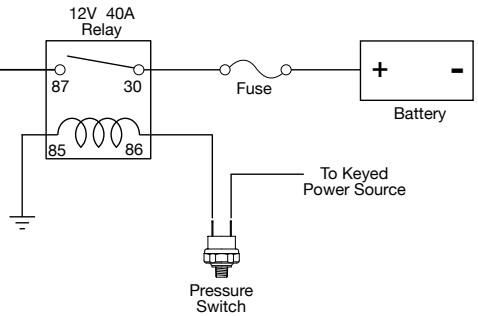 12V 40A
Relay
87
30
Fuse
+
-
Battery
85
86
To Keyed
Power Source
Pressure
Switch